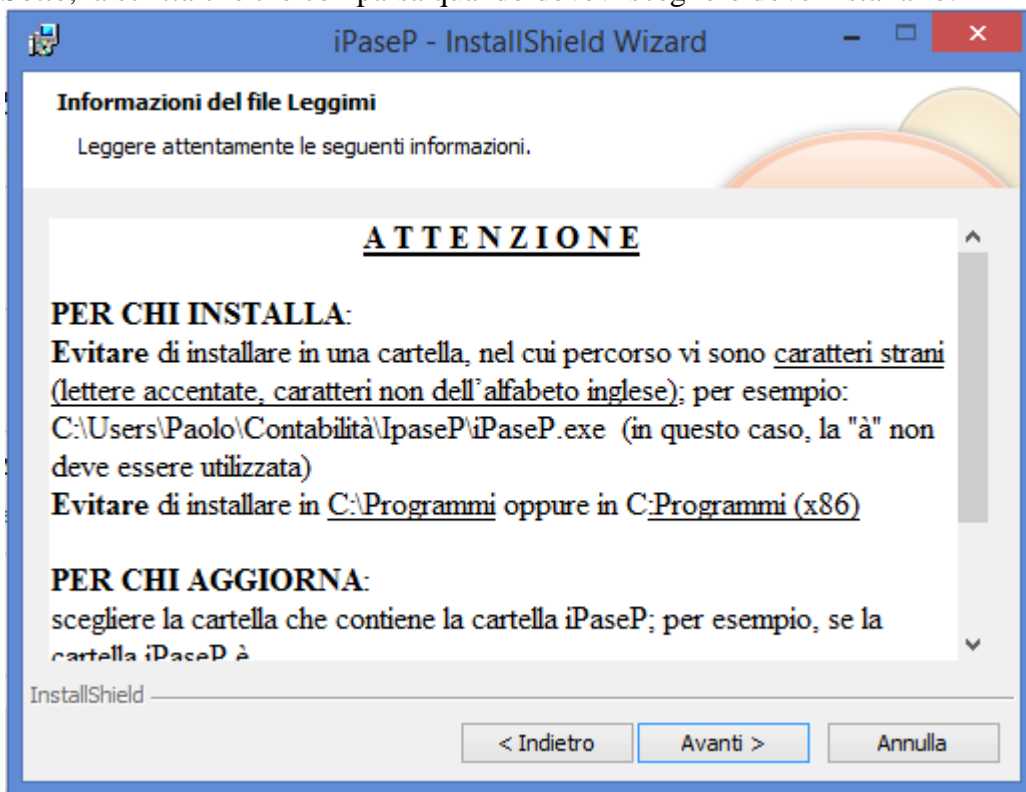 iPaseP - InstallShield Wizard
Informazioni del file Leggimi
Leggere attentamente le seguenti informazioni.
A T T E N Z I O N E
PER CHI INSTALLA:
Evitare di installare in una cartella, nel cui percorso vi sono caratteri strani
(lettere accentate, caratteri non dell'alfabeto inglese); per esempio:
C:\Users\Paolo\Contabilità\IpaseP\iPaseP.exe (in questo caso, la "à" non
deve essere utilizzata)
Evitare di installare in C:\Programmi oppure in C:Programmi (x86)
PER CHI AGGIORNA:
scegliere la cartella che contiene la cartella iPaseP; per esempio, se la
cartella iPaseP è
InstallShield
< Indietro
Avanti >
Annulla